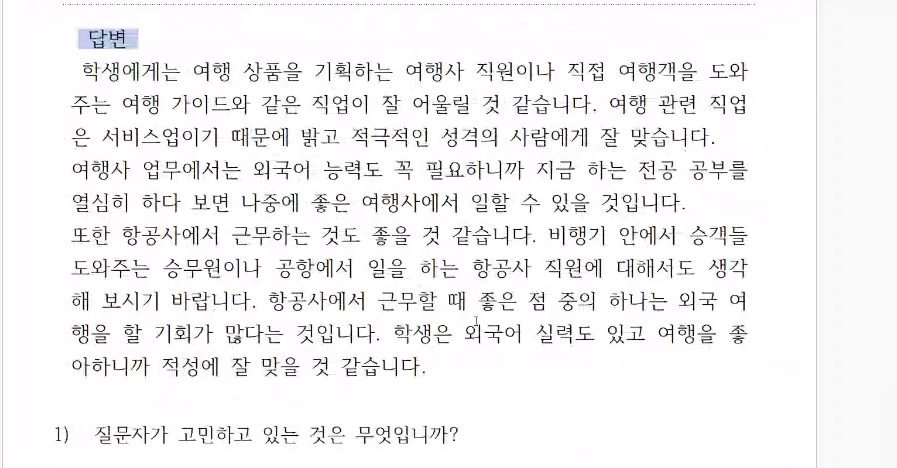 답변
학생에게는 여행 상품을 기획하는 여행사 직원이나 직접 여행객을 도와
주는 여행 가이드와 같은 직업이 잘 어울릴 것 같습니다. 여행 관련 직업
은 서비스업이기 때문에 밝고 적극적인 성격의 사람에게 잘 맞습니다.
여행사 업무에서는 외국어 능력도 꼭 필요하니까 지금 하는 전공 공부를
열심히 하다 보면 나중에 좋은 여행사에서 일할 수 있을 것입니다.
또한 항공사에서 근무하는 것도 좋을 것 같습니다. 비행기 안에서 승객들
도와주는 승무원이나 공항에서 일을 하는 항공사 직원에 대해서도 생각
해 보시기 바랍니다. 항공사에서 근무할 때 좋은 점 중의 하나는 외국 여
행을 할 기회가 많다는 것입니다. 학생은 외국어 실력도 있고 여행을 좋
아하니까 적성에 잘 맞을 것 같습니다.
1) 질문자가 고민하고 있는 것은 무엇입니까?